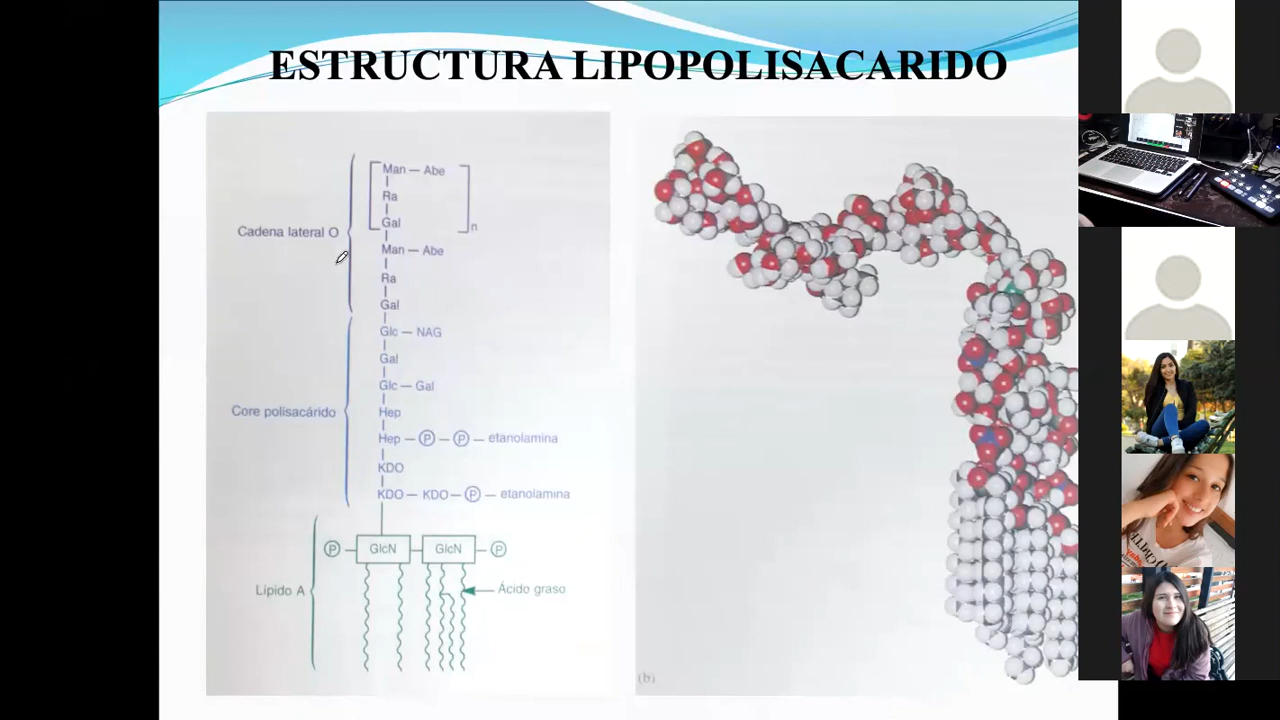 ESTRUCTURA LIPOPOLISACARIDO
Man — Abe
Ra
Gal
n
Cadena lateral O
Man — Abe
Ra
Gal
Glc — NAG
Gal
Glc — Gal
Core polisacárido
Hep
Hep — P — P — etanolamina
KDO
KDO — KDO — P — etanolamina
P — GlcN — GlcN — P
Lípido A
Ácido graso
(b)